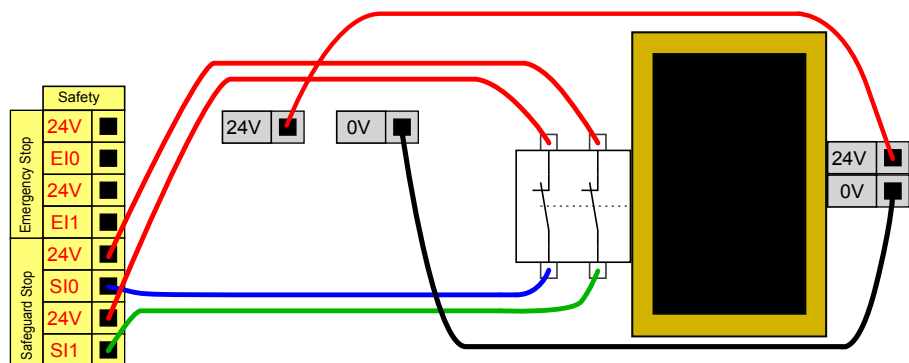 Safety
Emergency Stop
24V
EI0
24V
EI1
Safeguard Stop
24V
SI0
24V
SI1
24V
0V
24V
0V